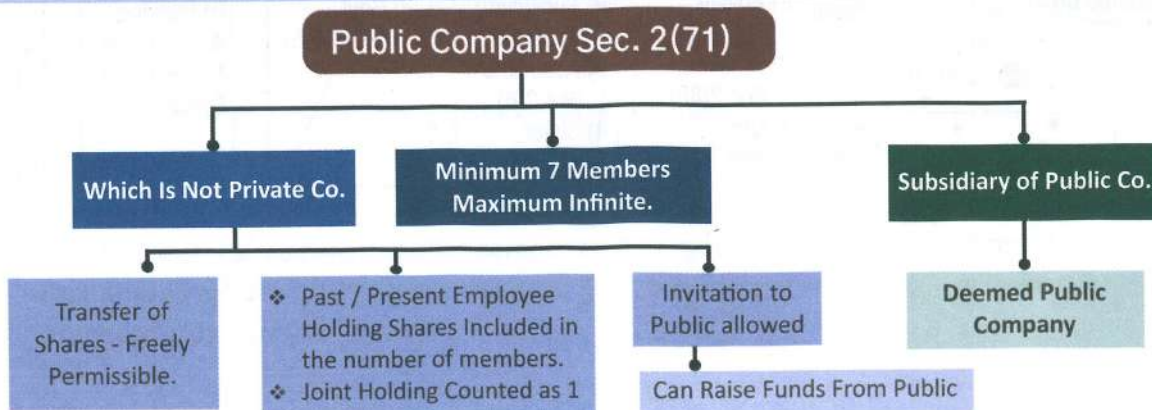 Public Company Sec. 2(71)
Which Is Not Private Co.
Minimum 7 Members
Maximum Infinite.
Subsidiary of Public Co.
Transfer of
Shares - Freely
Permissible.
❖ Past / Present Employee
Holding Shares Included in
the number of members.
❖ Joint Holding Counted as 1
Invitation to
Public allowed
Can Raise Funds From Public
Deemed Public
Company